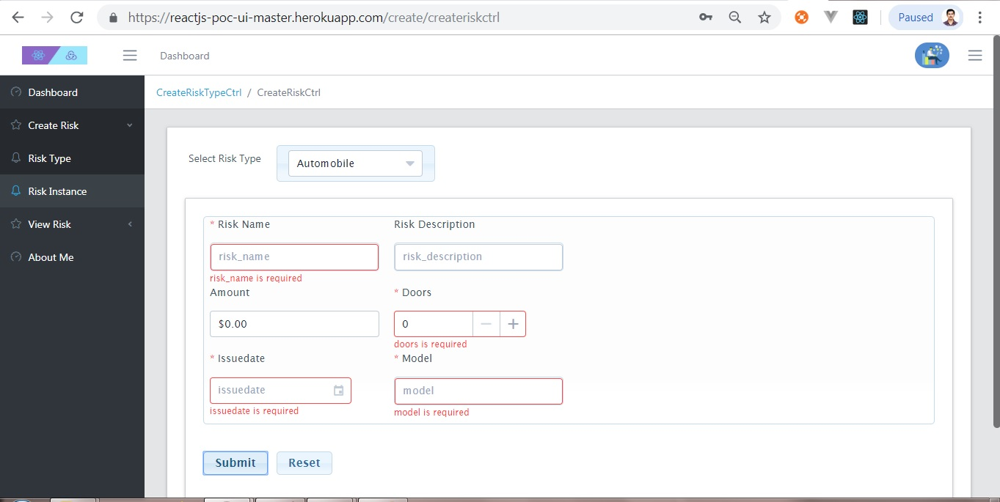 https://reactjs-poc-ui-master.herokuapp.com/create/createriskctrl
Paused
Dashboard
Dashboard
Create Risk
Risk Type
Risk Instance
View Risk
About Me
CreateRiskTypeCtrl / CreateRiskCtrl
Select Risk Type
Automobile
* Risk Name
Risk Description
risk_name
risk_description
risk_name is required
Amount
* Doors
$0.00
0
doors is required
* Issuedate
* Model
issuedate
model
issuedate is required
model is required
Submit
Reset